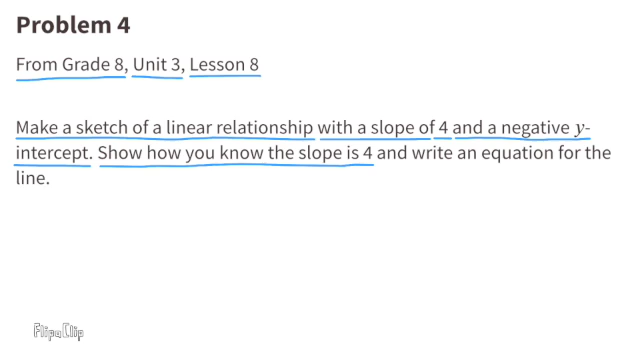 Problem 4
From Grade 8, Unit 3, Lesson 8
Make a sketch of a linear relationship with a slope of 4 and a negative y-
intercept. Show how you know the slope is 4 and write an equation for the
line.
FlipaClip